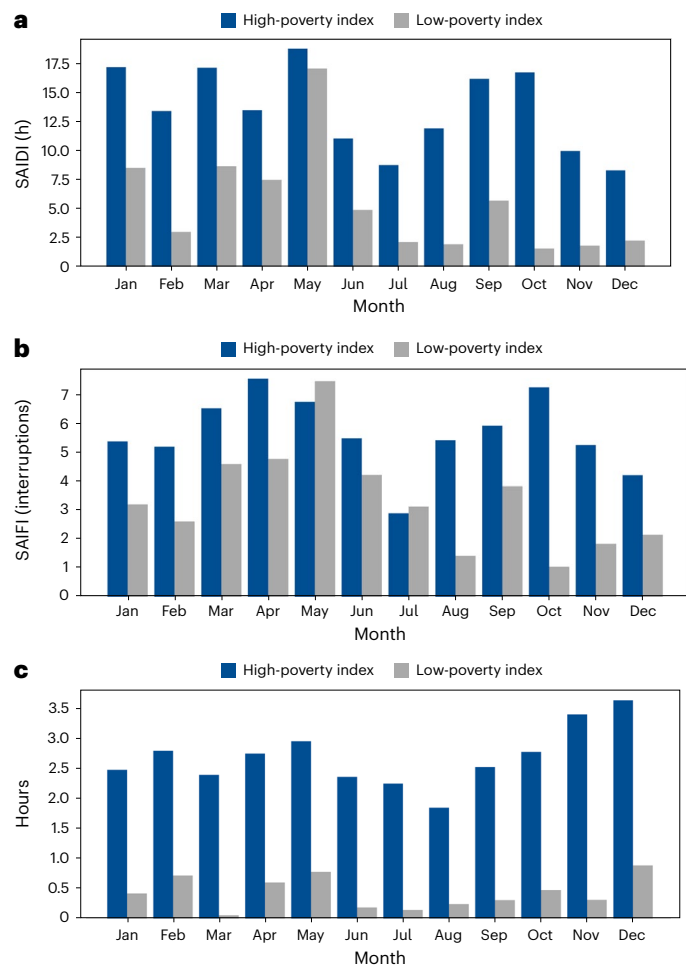 a
High-poverty index Low-poverty index
17.5
15.0
12.5
10.0
7.5
5.0
2.5
0
SAIDI (h)
Jan Feb Mar Apr May Jun Jul Aug Sep Oct Nov Dec
Month
b
High-poverty index Low-poverty index
7
6
5
4
3
2
1
0
SAIFI (interruptions)
Jan Feb Mar Apr May Jun Jul Aug Sep Oct Nov Dec
Month
c
High-poverty index Low-poverty index
3.5
3.0
2.5
2.0
1.5
1.0
0.5
0
Hours
Jan Feb Mar Apr May Jun Jul Aug Sep Oct Nov Dec
Month